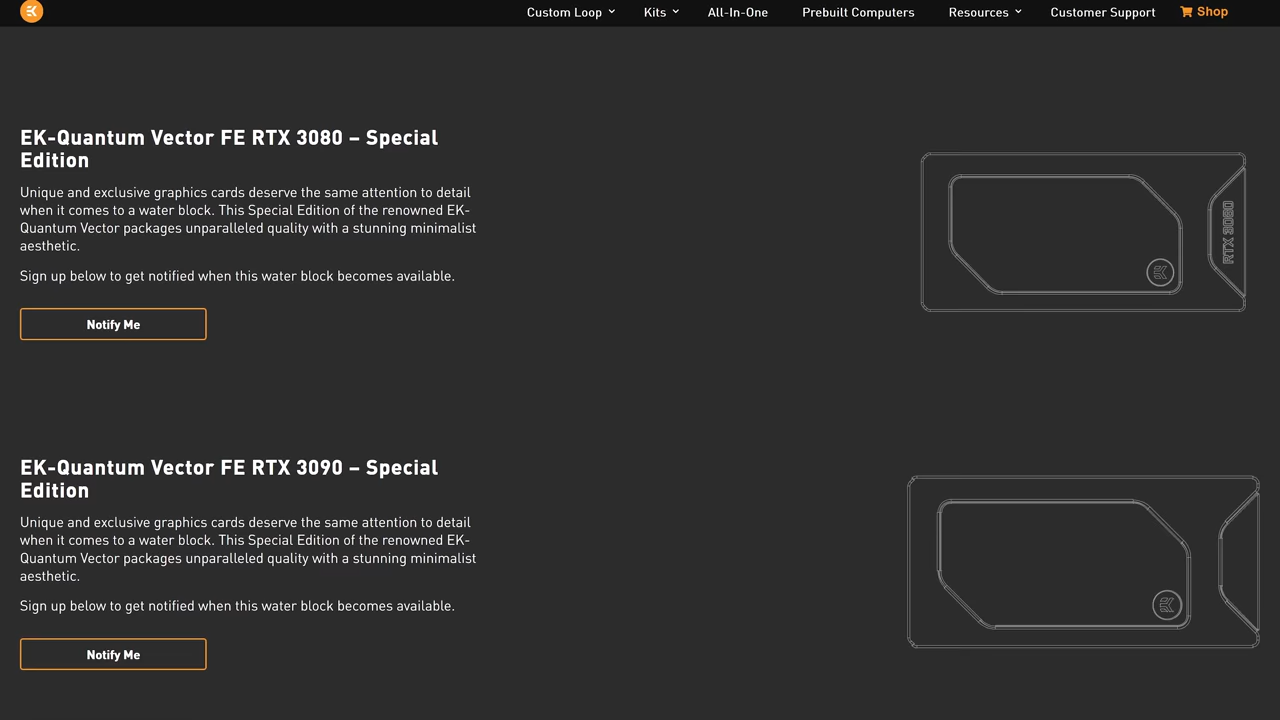 EK
Custom Loop
Kits
All-In-One
Prebuilt Computers
Resources
Customer Support
Shop
EK-Quantum Vector FE RTX 3080 – Special
Edition
Unique and exclusive graphics cards deserve the same attention to detail
when it comes to a water block. This Special Edition of the renowned EK-
Quantum Vector packages unparalleled quality with a stunning minimalist
aesthetic.
Sign up below to get notified when this water block becomes available.
Notify Me
EK
RTX 3080
EK-Quantum Vector FE RTX 3090 – Special
Edition
Unique and exclusive graphics cards deserve the same attention to detail
when it comes to a water block. This Special Edition of the renowned EK-
Quantum Vector packages unparalleled quality with a stunning minimalist
aesthetic.
Sign up below to get notified when this water block becomes available.
Notify Me
EK